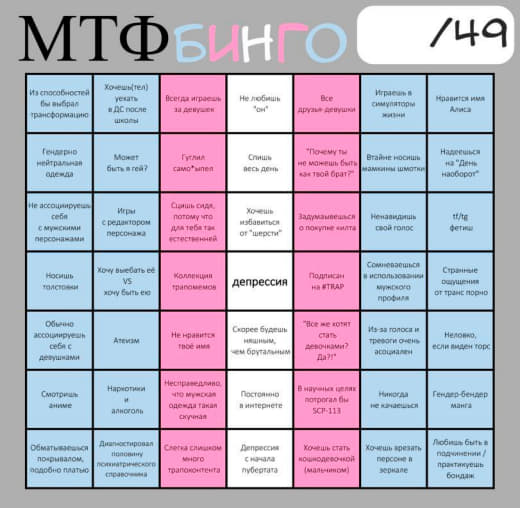 МТФ БИНГО /49
Из способностей
бы выбрал
трансформацию
Хочешь(тел)
уехать
в ДС после
школы
Всегда играешь
за девушек
Не любишь
"он"
Все
друзья-девушки
Играешь в
симуляторы
жизни
Нравится имя
Алиса
Гендерно
нейтральная
одежда
Может
быть я гей?
Гуглил
само*ыпел
Спишь
весь день
"Почему ты
не можешь быть
как твой брат?"
Втайне носишь
мамкины шмотки
Надеешься
на "День
наоборот"
Не ассоциируешь
себя
с мужскими
персонажами
Игры
с редактором
персонажа
Сцишь сидя,
потому что
для тебя так
естественней
Хочешь
избавиться
от "шерсти"
Задумываешься
о покупке килта
Ненавидишь
свой голос
tf/tg
фетиш
Носишь
толстовки
Хочу выебать её
VS
хочу быть ею
Коллекция
трапомемов
депрессия
Подписан
на #TRAP
Сомневаешься
в использовании
мужского
профиля
Странные
ощущения
от транс порно
Обычно
ассоциируешь
себя с
девушками
Атеизм
Не нравится
твоё имя
Скорее будешь
няшным,
чем брутальным
"Все же хотят
стать
девочками?
Да?!"
Из-за голоса и
тревоги очень
асоциален
Неловко,
если виден торс
Смотришь
аниме
Наркотики
и
алкоголь
Несправедливо,
что мужская
одежда такая
скучная
Постоянно
в интернете
В научных целях
потрогал бы
SCP-113
Никогда
не качаешься
Гендер-бендер
манга
Обматываешься
покрывалом,
подобно платью
Диагностировал
половину
психиатрического
справочника
Слегка слишком
много
трапоконтента
Депрессия
с начала
пубертата
Хочешь стать
кошкодевочкой
(мальчиком)
Хочешь врезать
персоне в
зеркале
Любишь быть в
подчинении /
практикуешь
бондаж